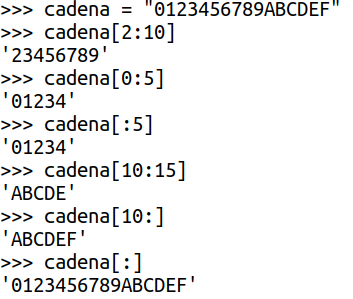 >>> cadena = "0123456789ABCDEF"
>>> cadena[2:10]
'23456789'
>>> cadena[0:5]
'01234'
>>> cadena[:5]
'01234'
>>> cadena[10:15]
'ABCDE'
>>> cadena[10:]
'ABCDEF'
>>> cadena[:]
'0123456789ABCDEF'